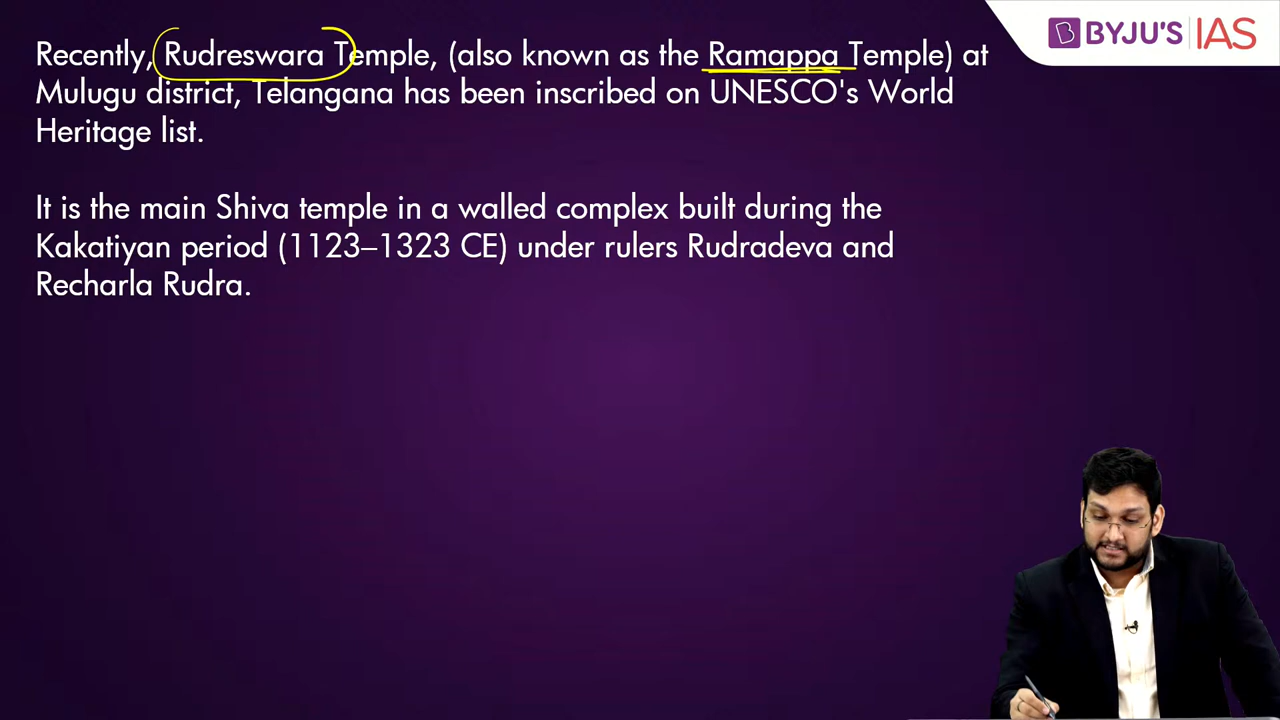 Recently, Rudreswara Temple, (also known as the Ramappa Temple) at
Mulugu district, Telangana has been inscribed on UNESCO's World
Heritage list.
It is the main Shiva temple in a walled complex built during the
Kakatiyan period (1123–1323 CE) under rulers Rudradeva and
Recharla Rudra.
BYJU'S IAS